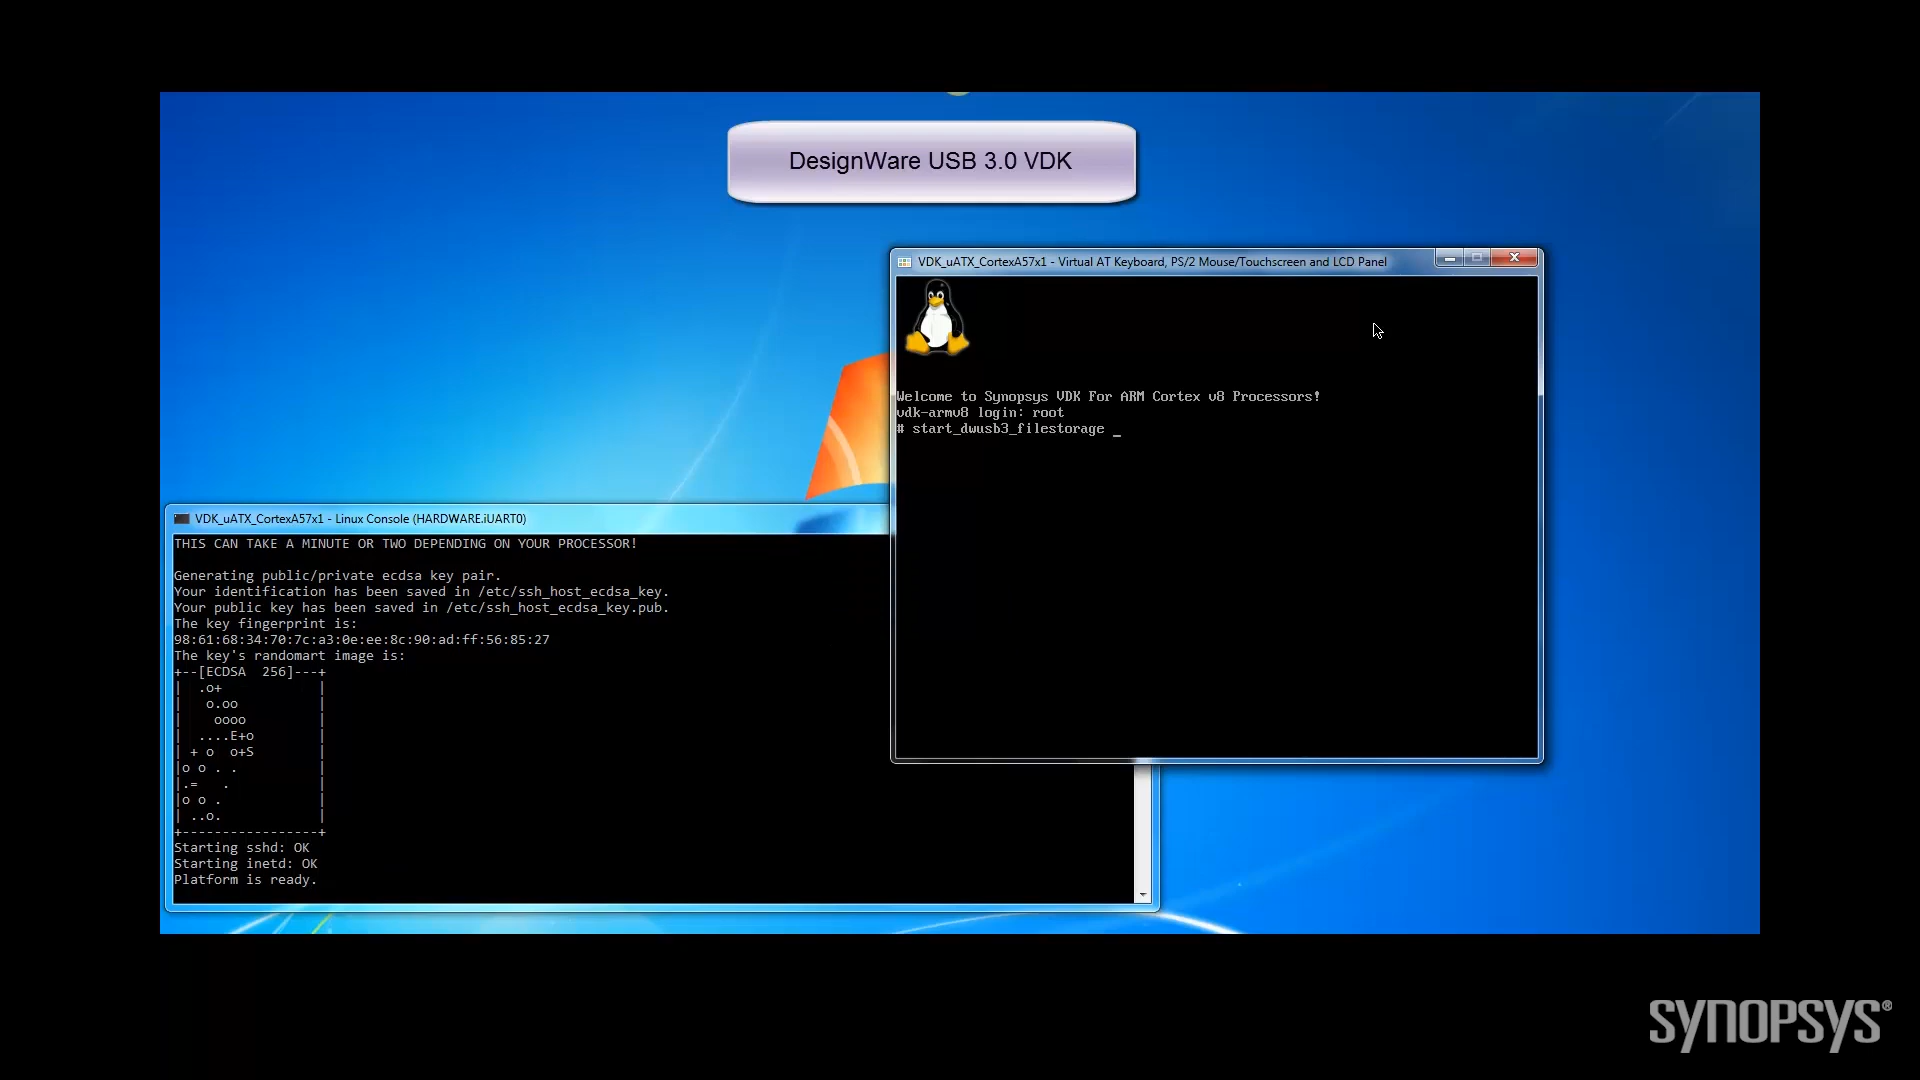 DesignWare USB 3.0 VDK
VDK_uATX_CortexA57x1 - Virtual AT Keyboard, PS/2 Mouse/Touchscreen and LCD Panel
Welcome to Synopsys VDK For ARM Cortex v8 Processors!
vdk-armv8 login: root
# start_dwusb3_filestorage _
VDK_uATX_CortexA57x1 - Linux Console (HARDWARE.iUART0)
THIS CAN TAKE A MINUTE OR TWO DEPENDING ON YOUR PROCESSOR!
Generating public/private ecdsa key pair.
Your identification has been saved in /etc/ssh_host_ecdsa_key.
Your public key has been saved in /etc/ssh_host_ecdsa_key.pub.
The key fingerprint is:
98:61:68:34:70:7c:a3:0e:ee:8c:90:ad:ff:56:85:27
The key's randomart image is:
+--[ECDSA  256]---+
|  .o+            |
|   o.oo          |
|    oooo         |
|  ....E+o        |
| + o  o+S        |
|o o . .          |
|.=   .           |
|o o .            |
| ..o.            |
+-----------------+
Starting sshd: OK
Starting inetd: OK
Platform is ready.
SYNOPSYS®